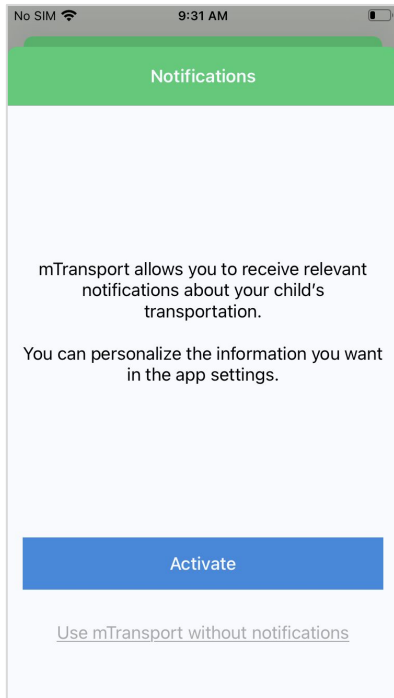 No SIM 9:31 AM
Notifications
mTransport allows you to receive relevant
notifications about your child's
transportation.
You can personalize the information you want
in the app settings.
Activate
Use mTransport without notifications